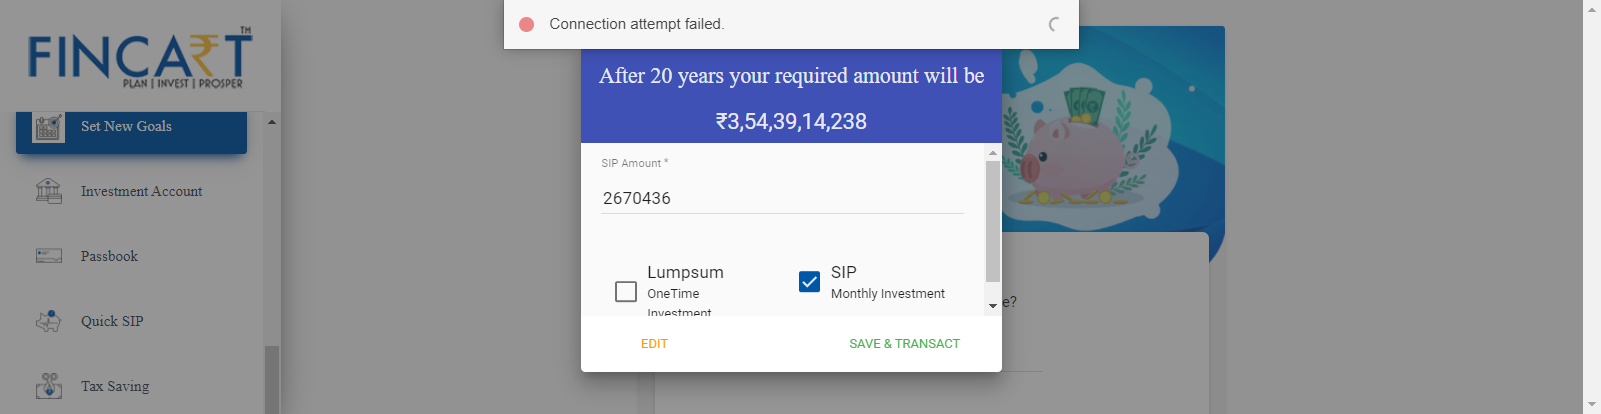 Connection attempt failed.
FINCART TM
PLAN | INVEST | PROSPER
After 20 years your required amount will be
₹3,54,39,14,238
Set New Goals
SIP Amount *
Investment Account
2670436
Passbook
Lumpsum
OneTime
Investment
SIP
Monthly Investment
e?
Quick SIP
EDIT
SAVE & TRANSACT
Tax Saving